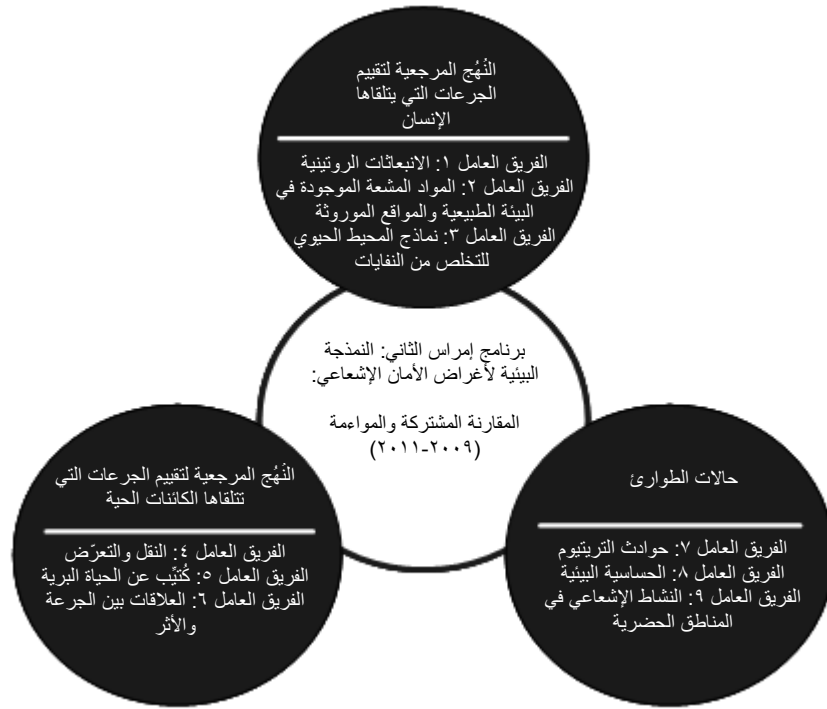 النُهُج المرجعية لتقييم
الجرعات التي يتلقاها
الإنسان
الفريق العامل ١: الانبعاثات الروتينية
الفريق العامل ٢: المواد المشعة الموجودة في
البيئة الطبيعية والمواقع الموروثة
الفريق العامل ٣: نماذج المحيط الحيوي
للتخلص من النفايات
برنامج إمراس الثاني: النمذجة
البيئية لأغراض الأمان الإشعاعي:
المقارنة المشتركة والمواءمة
(٢٠٠٩-٢٠١١)
حالات الطوارئ
الفريق العامل ٧: حوادث التريتيوم
الفريق العامل ٨: الحساسية البيئية
الفريق العامل ٩: النشاط الإشعاعي في
المناطق الحضرية
النُهُج المرجعية لتقييم الجرعات التي
تتلقاها الكائنات الحية
الفريق العامل ٤: النقل والتعرّض
الفريق العامل ٥: كُتيِّب عن الحياة البرية
الفريق العامل ٦: العلاقات بين الجرعة
والأثر